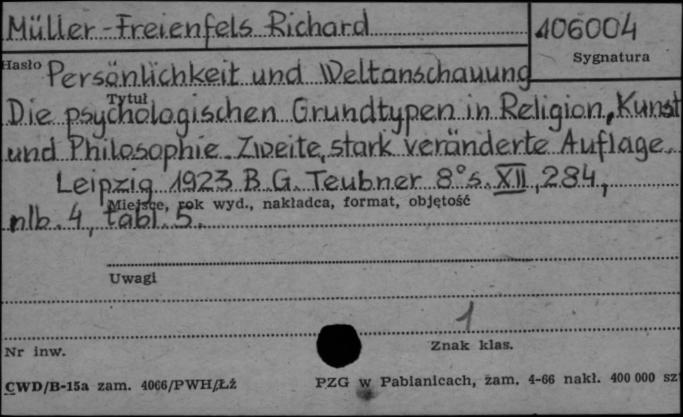 Müller-Freienfels Richard
406004
Hasło
Sygnatura
Persönlichkeit und Weltanschauung
Tytuł
Die psychologischen Grundtypen in Religion, Kunst
und Philosophie. Zweite, stark veränderte Auflage.
Leipzig 1923 B.G. Teubner 8° s. XII, 284,
Miejsce, rok wyd., nakładca, format, objętość
nlb. 4, tabl. 5.
Uwagi
1
Nr inw.
Znak klas.
CWD/B-15a zam. 4066/PWH/Łż
PZG w Pabianicach, zam. 4-66 nakł. 400 000 sz